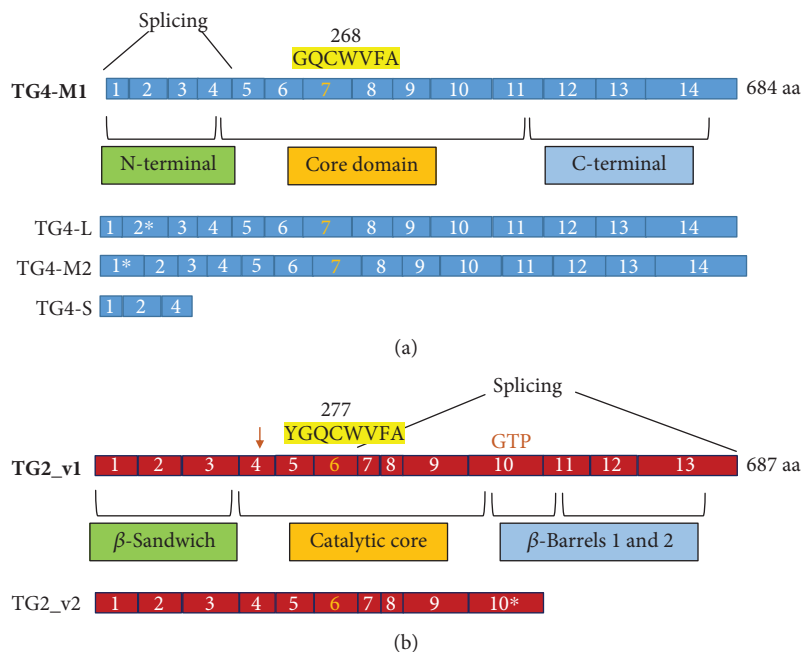 Splicing
268
GQCWVFA
TG4-M1 1 2 3 4 5 6 7 8 9 10 11 12 13 14 684 aa
N-terminal Core domain C-terminal
TG4-L 1 2* 3 4 5 6 7 8 9 10 11 12 13 14
TG4-M2 1* 2 3 4 5 6 7 8 9 10 11 12 13 14
TG4-S 1 2 4
(a)
Splicing
277
YGQCWVFA
GTP
TG2_v1 1 2 3 4 5 6 7 8 9 10 11 12 13 687 aa
β-Sandwich Catalytic core β-Barrels 1 and 2
TG2_v2 1 2 3 4 5 6 7 8 9 10*
(b)